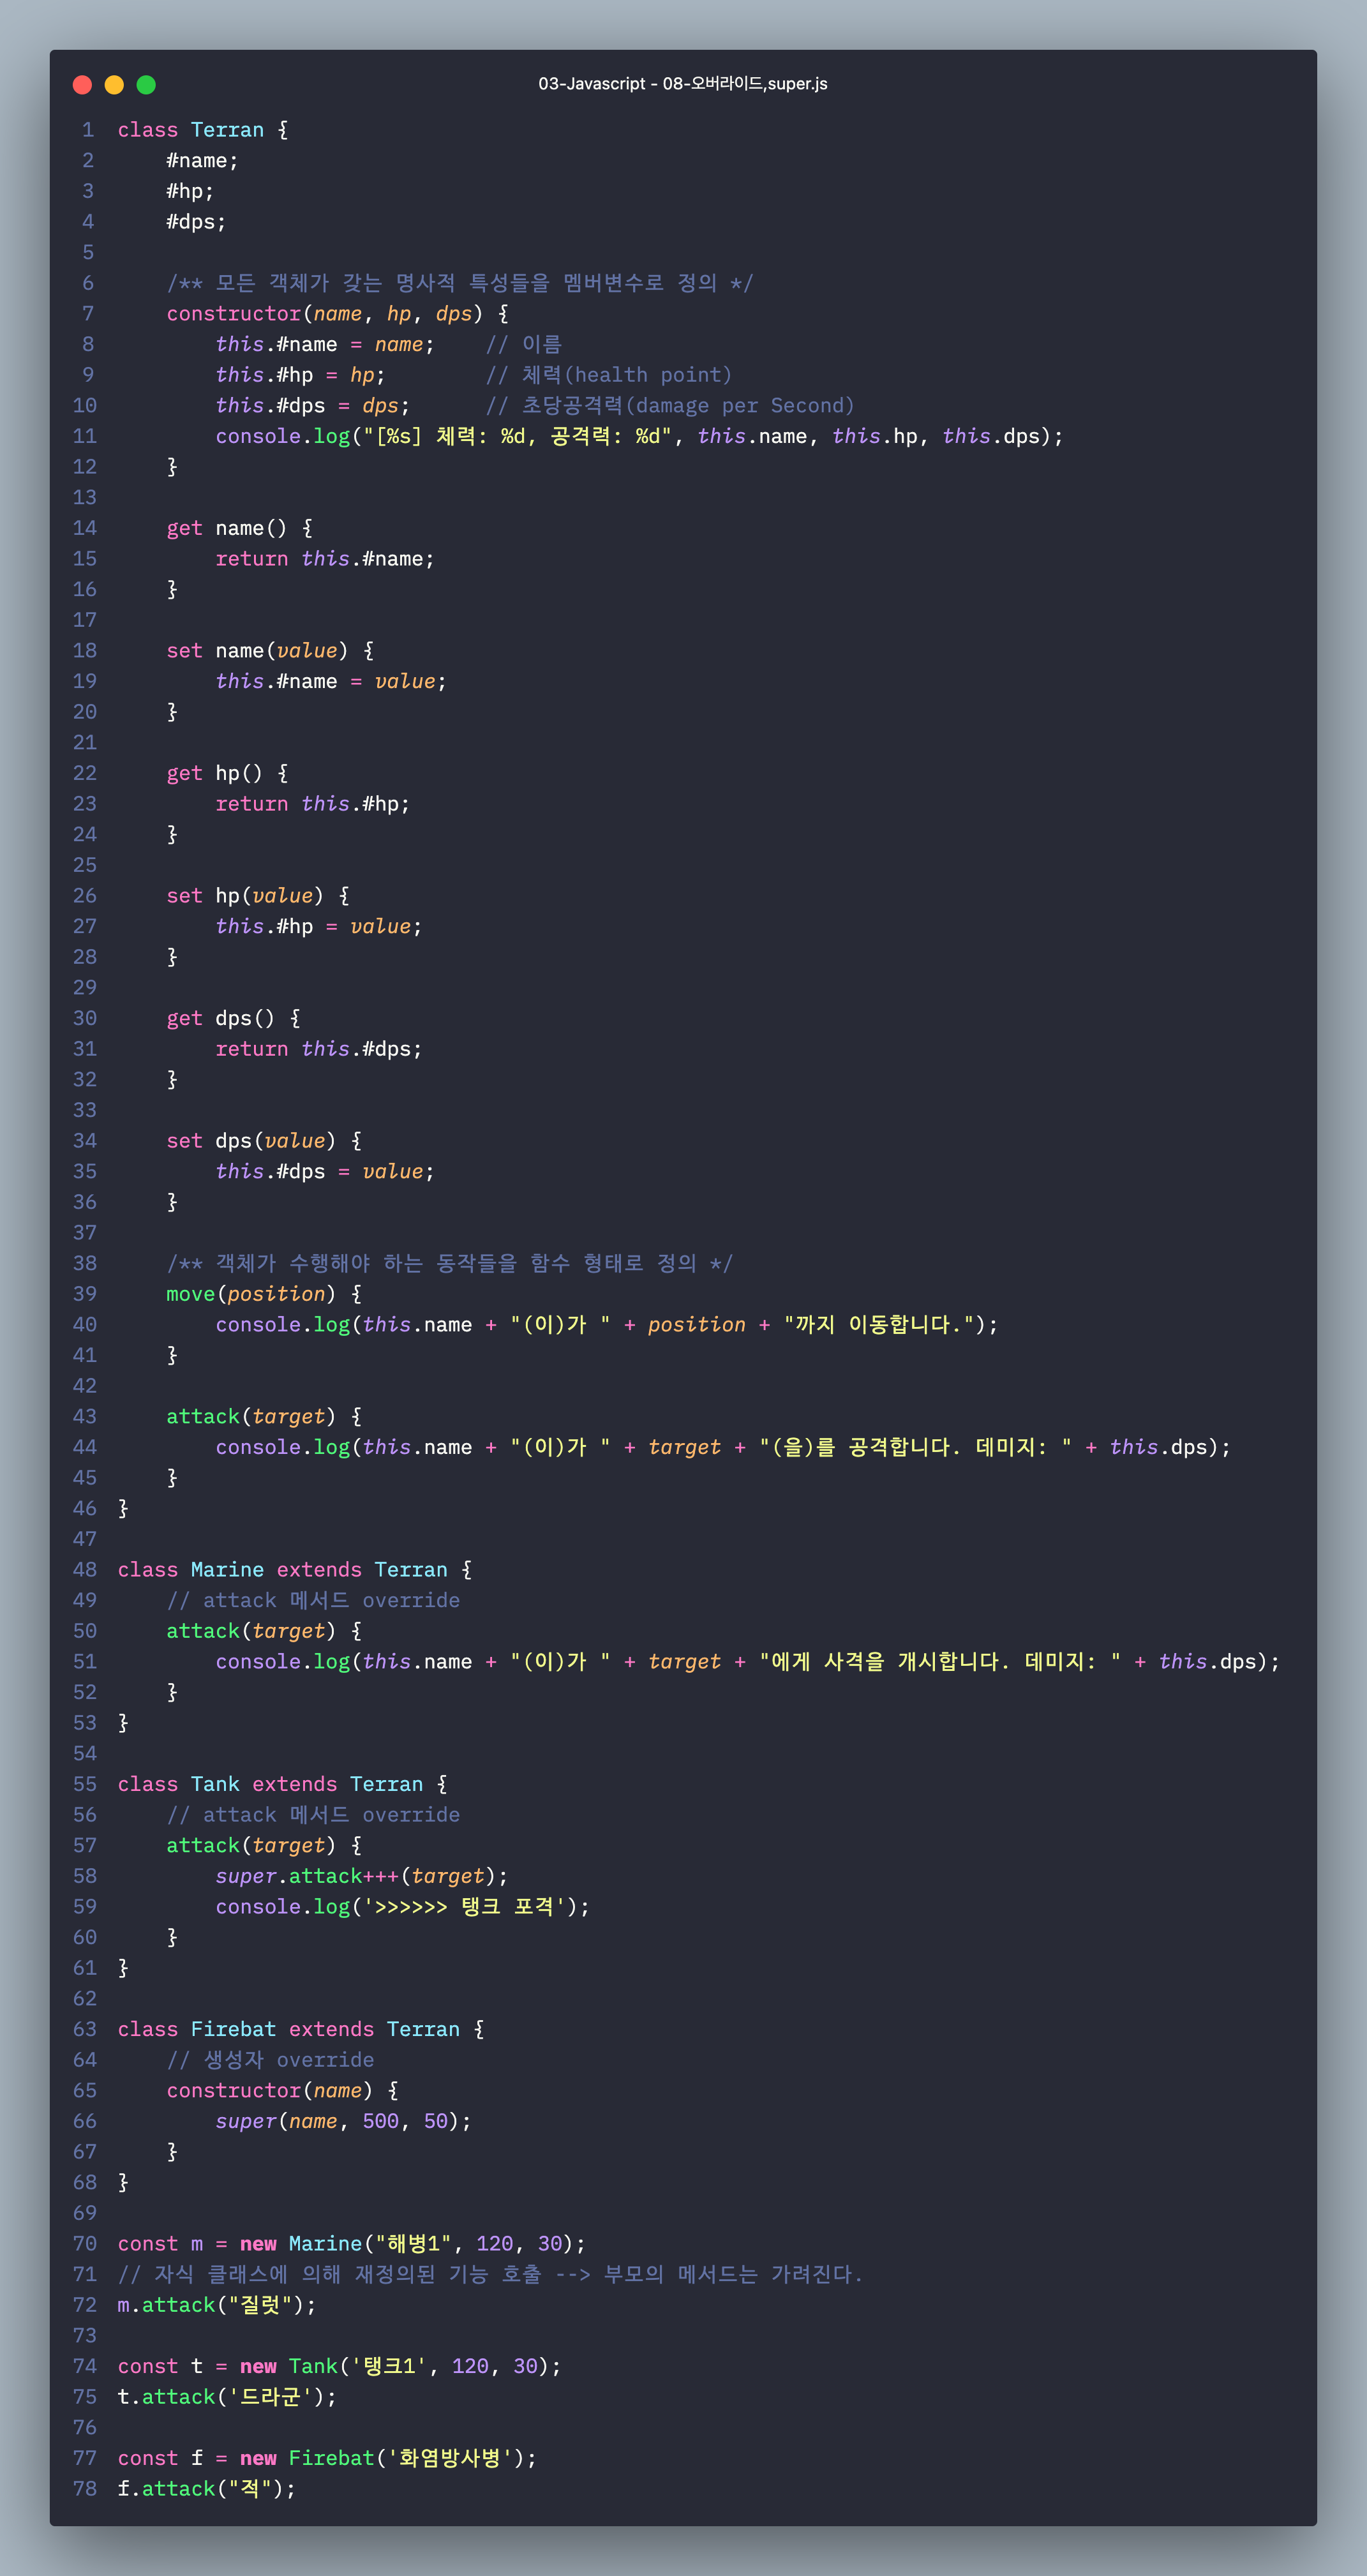 03-Javascript - 08-오버라이드,super.js
1 class Terran {
2     #name;
3     #hp;
4     #dps;
5
6     /** 모든 객체가 갖는 명사적 특성들을 멤버변수로 정의 */
7     constructor(name, hp, dps) {
8         this.#name = name;    // 이름
9         this.#hp = hp;        // 체력(health point)
10         this.#dps = dps;      // 초당공격력(damage per Second)
11         console.log("[%s] 체력: %d, 공격력: %d", this.name, this.hp, this.dps);
12     }
13
14     get name() {
15         return this.#name;
16     }
17
18     set name(value) {
19         this.#name = value;
20     }
21
22     get hp() {
23         return this.#hp;
24     }
25
26     set hp(value) {
27         this.#hp = value;
28     }
29
30     get dps() {
31         return this.#dps;
32     }
33
34     set dps(value) {
35         this.#dps = value;
36     }
37
38     /** 객체가 수행해야 하는 동작들을 함수 형태로 정의 */
39     move(position) {
40         console.log(this.name + "(이)가 " + position + "까지 이동합니다.");
41     }
42
43     attack(target) {
44         console.log(this.name + "(이)가 " + target + "(을)를 공격합니다. 데미지: " + this.dps);
45     }
46 }
47
48 class Marine extends Terran {
49     // attack 메서드 override
50     attack(target) {
51         console.log(this.name + "(이)가 " + target + "에게 사격을 개시합니다. 데미지: " + this.dps);
52     }
53 }
54
55 class Tank extends Terran {
56     // attack 메서드 override
57     attack(target) {
58         super.attack+++(target);
59         console.log('>>>>>> 탱크 포격');
60     }
61 }
62
63 class Firebat extends Terran {
64     // 생성자 override
65     constructor(name) {
66         super(name, 500, 50);
67     }
68 }
69
70 const m = new Marine("해병1", 120, 30);
71 // 자식 클래스에 의해 재정의된 기능 호출 --> 부모의 메서드는 가려진다.
72 m.attack("질럿");
73
74 const t = new Tank('탱크1', 120, 30);
75 t.attack('드라군');
76
77 const f = new Firebat('화염방사병');
78 f.attack("적");